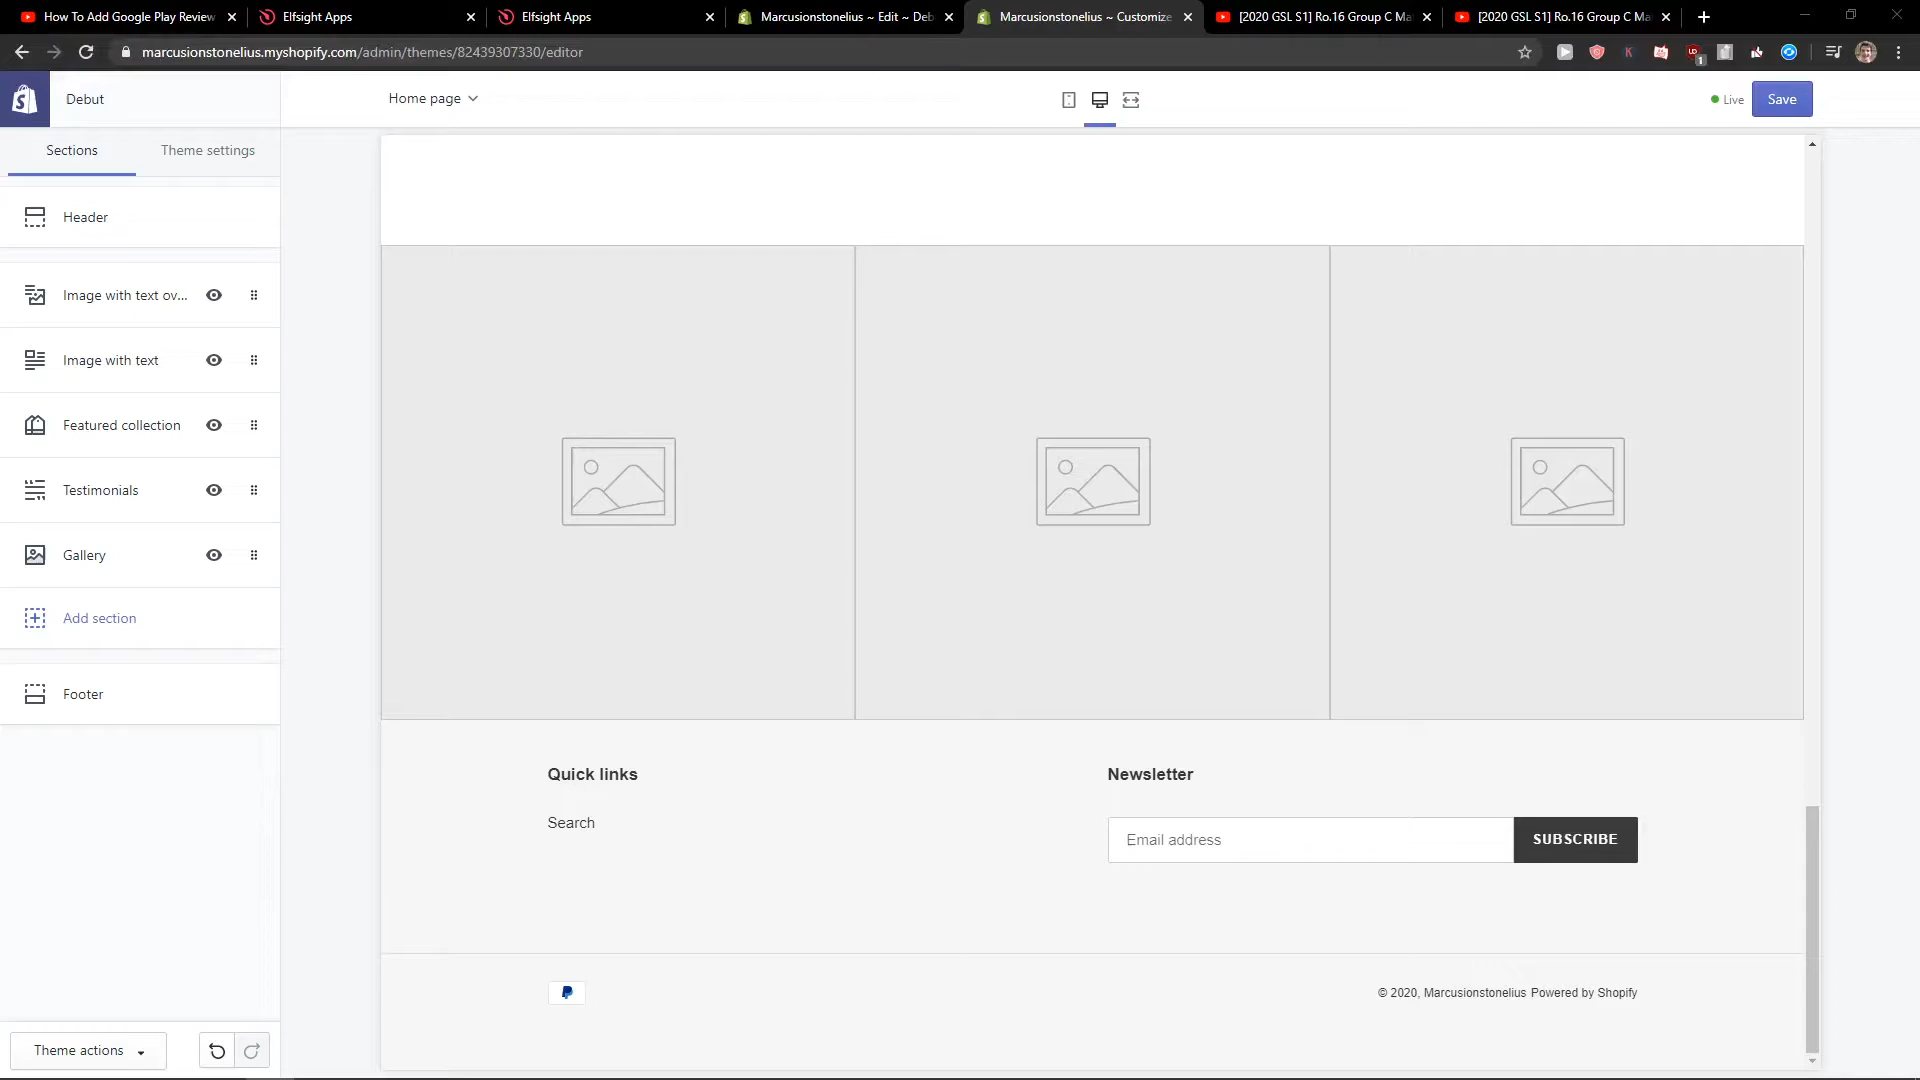 How To Add Google Play Review
Elfsight Apps
Elfsight Apps
Marcusionstonelius ~ Edit ~ Deb
Marcusionstonelius ~ Customize
[2020 GSL S1] Ro.16 Group C Ma
[2020 GSL S1] Ro.16 Group C Ma
marcusionstonelius.myshopify.com/admin/themes/82439307330/editor
1
Debut
Home page
Live
Save
Sections
Theme settings
Header
Image with text ov...
Image with text
Featured collection
Testimonials
Gallery
Add section
Footer
Quick links
Newsletter
Search
Email address
SUBSCRIBE
© 2020, Marcusionstonelius Powered by Shopify
Theme actions